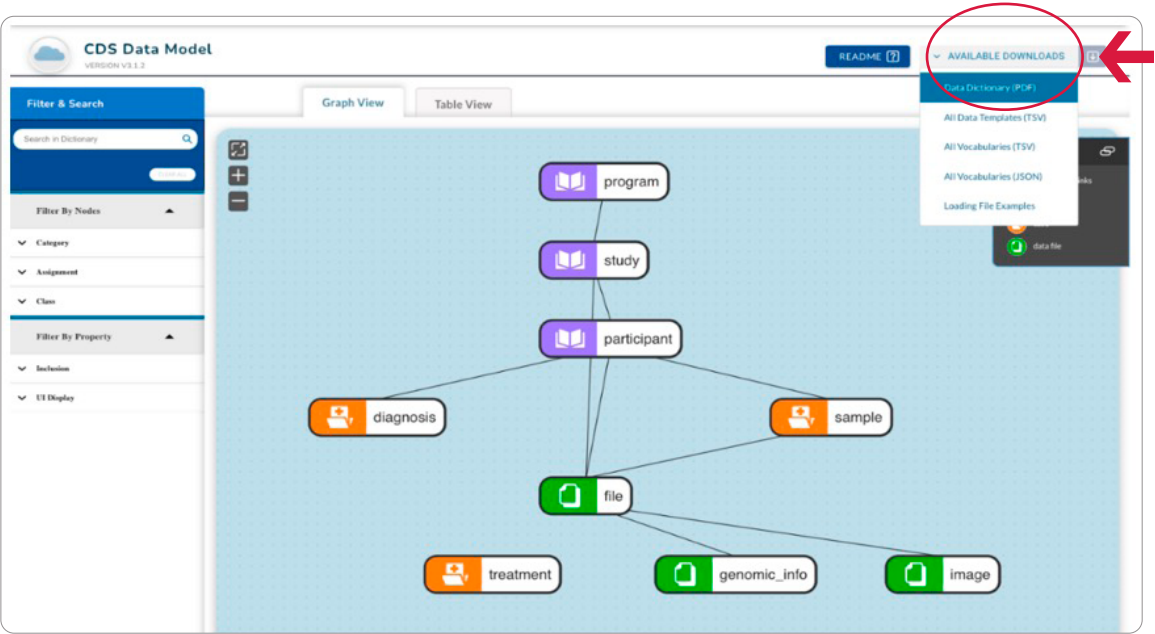 CDS Data Model
VERSION V3.1.2
README ?
AVAILABLE DOWNLOADS
Data Dictionary (PDF)
All Data Templates (TSV)
All Vocabularies (TSV)
All Vocabularies (JSON)
Loading File Examples
Filter & Search
Search in Dictionary
CLEAR ALL
Filter By Nodes
Category
Assignment
Class
Filter By Property
Inclusion
UI Display
Graph View
Table View
data file
program
study
participant
diagnosis
sample
file
treatment
genomic_info
image